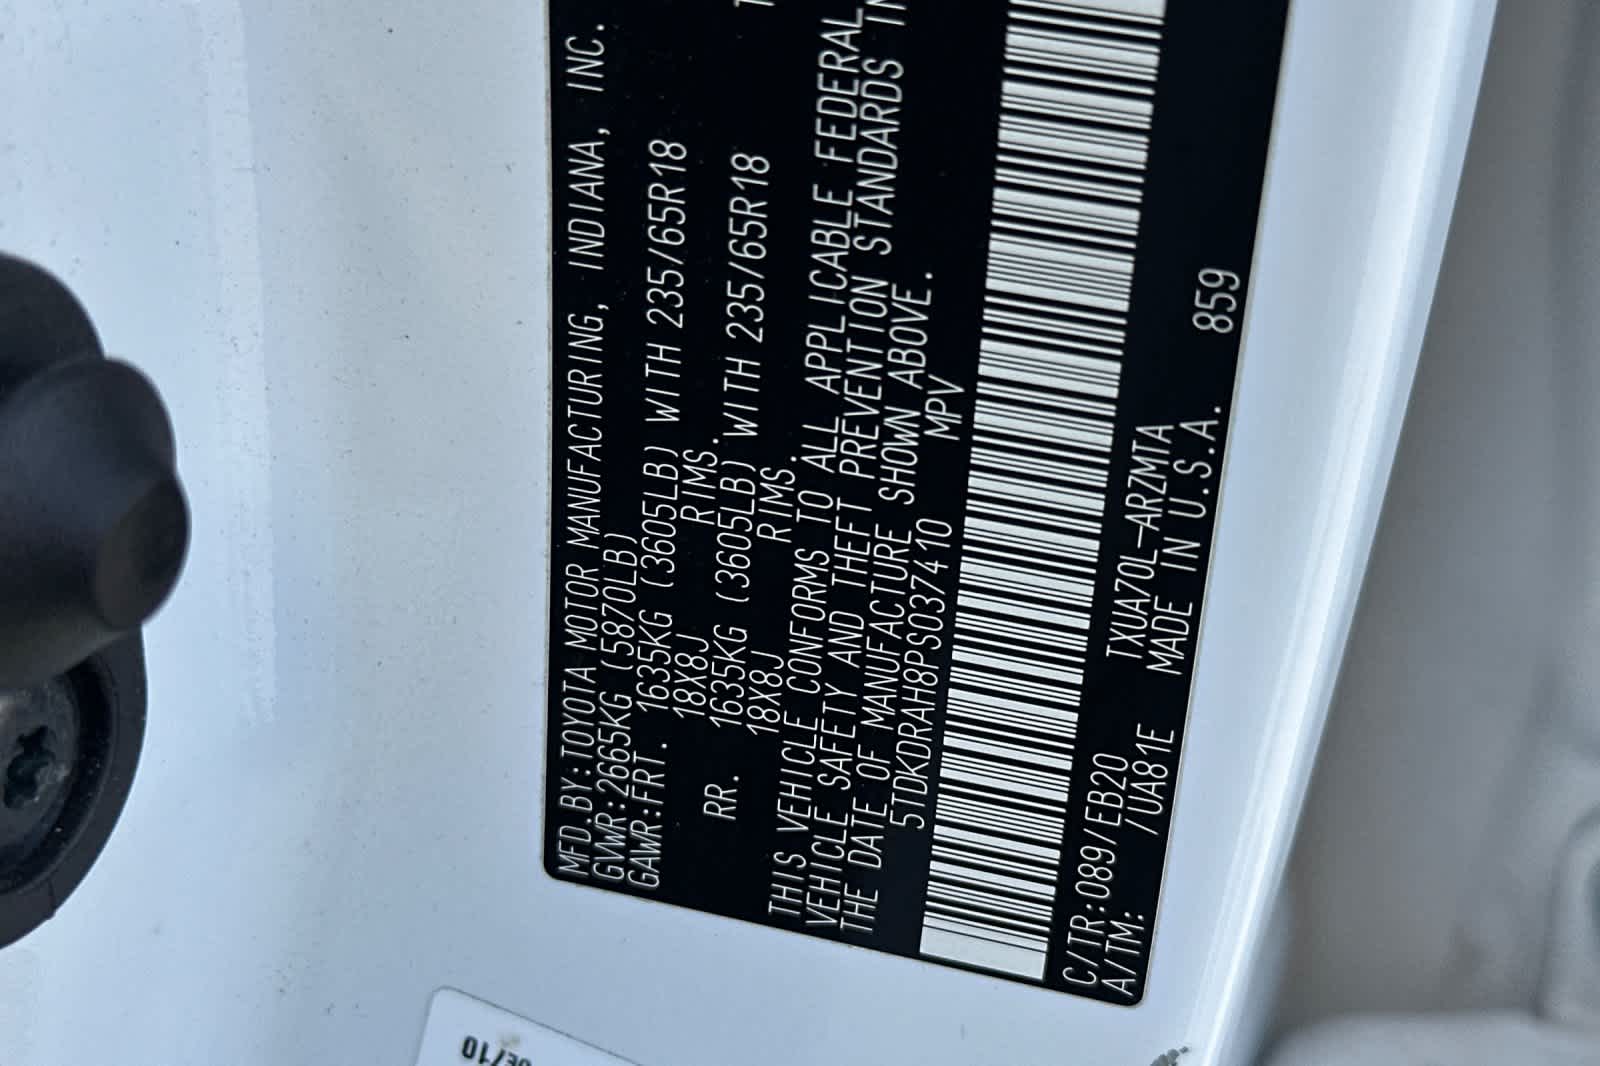 MFD.BY:TOYOTA MOTOR MANUFACTURING, INDIANA, INC.
GVWR:2665KG (5870LB)
GAWR:FRT. 1635KG (3605LB) WITH 235/65R18
18X8J RIMS.
RR. 1635KG (3605LB) WITH 235/65R18
18X8J RIMS.
THIS VEHICLE CONFORMS TO ALL APPLICABLE FEDERAL
VEHICLE SAFETY AND THEFT PREVENTION STANDARDS IN
THE DATE OF MANUFACTURE SHOWN ABOVE.
5TDKDRAH8PS037410 MPV
C/TR:089/EB20 TXUA70L-ARZMTA
A/TM: /UA81E MADE IN U.S.A. 859